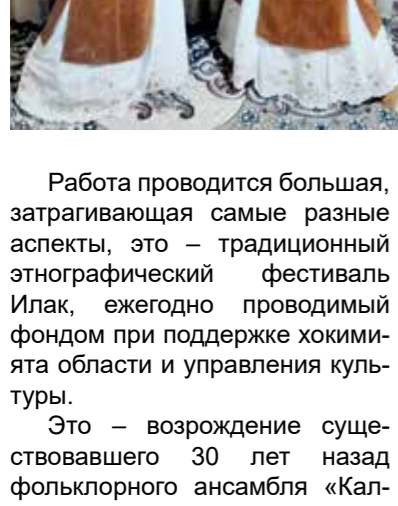 Работа проводится большая,
затрагивающая самые разные
аспекты, это – традиционный
этнографический фестиваль
Илак, ежегодно проводимый
фондом при поддержке хокими-
ята области и управления куль-
туры.
Это – возрождение суще-
ствовавшего 30 лет назад
фольклорного ансамбля «Кал-